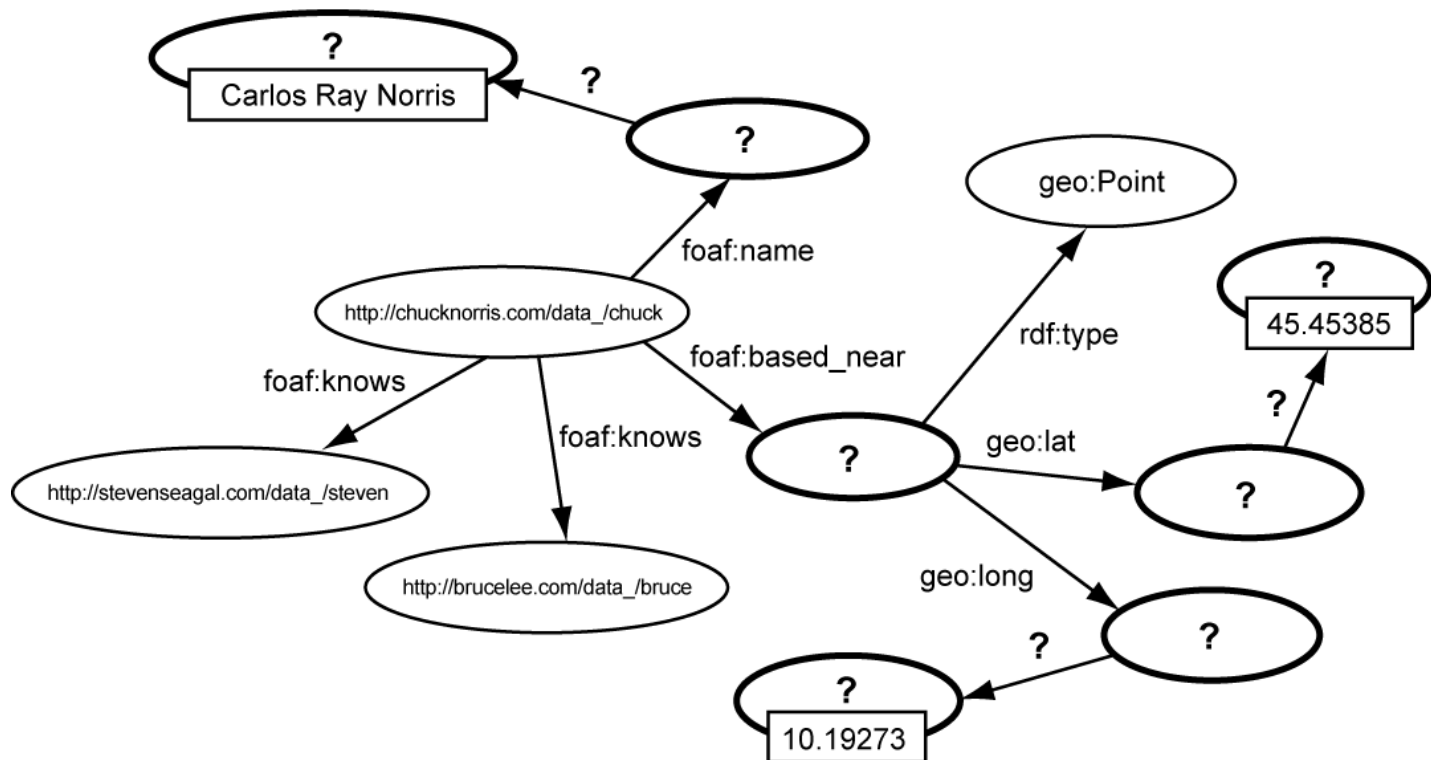 ?
Carlos Ray Norris
?
?
geo:Point
foaf:name
?
45.45385
http://chucknorris.com/data_/chuck
rdf:type
foaf:based_near
foaf:knows
?
foaf:knows
geo:lat
?
http://stevenseagal.com/data_/steven
?
geo:long
http://brucelee.com/data_/bruce
?
?
?
10.19273